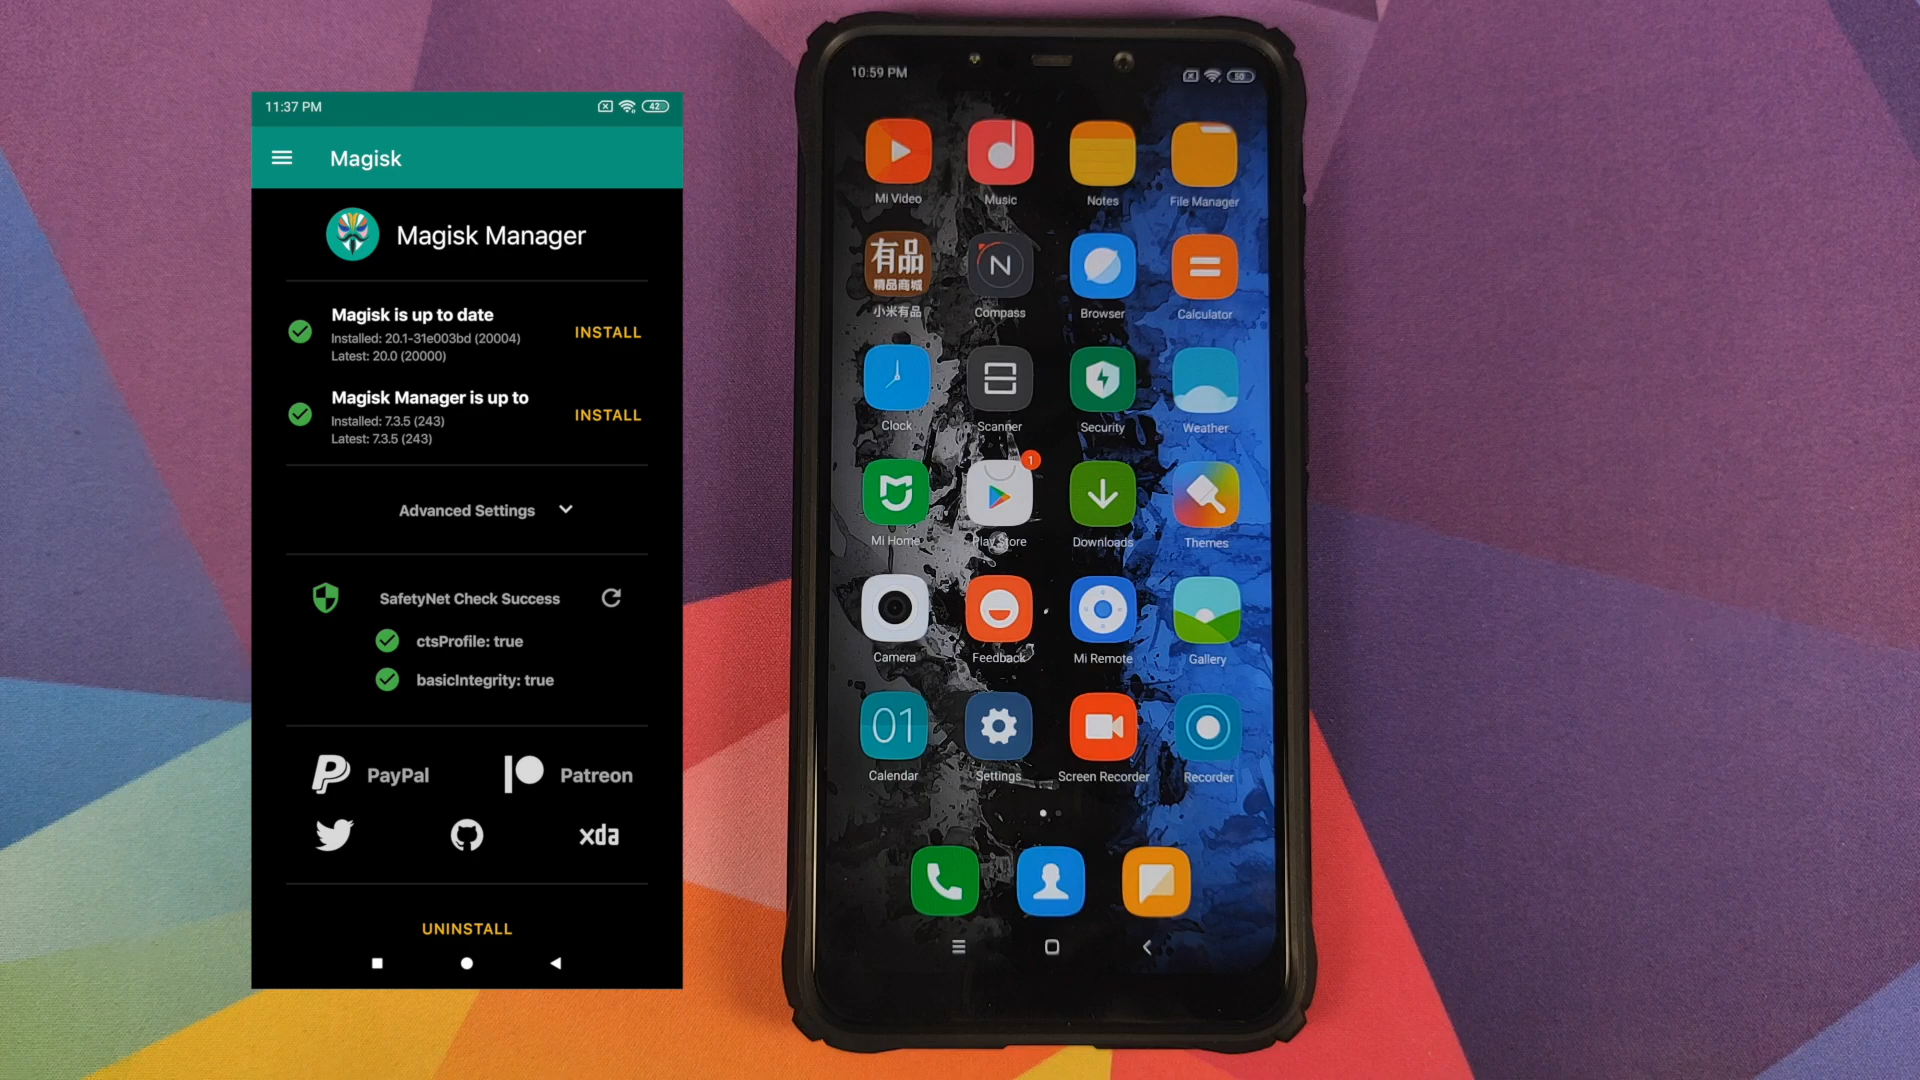 11:37 PM
42
Magisk
Magisk Manager
Magisk is up to date
Installed: 20.1-31e003bd (20004)
Latest: 20.0 (20000)
INSTALL
Magisk Manager is up to
Installed: 7.3.5 (243)
Latest: 7.3.5 (243)
INSTALL
Advanced Settings
SafetyNet Check Success
ctsProfile: true
basicIntegrity: true
PayPal
Patreon
xda
UNINSTALL
10:59 PM
50
Mi Video
Music
Notes
File Manager
有品
精品商城
N
小米有品
Compass
Browser
Calculator
Clock
Scanner
Security
Weather
1
Mi Home
Play Store
Downloads
Themes
Camera
Feedback
Mi Remote
Gallery
01
Calendar
Settings
Screen Recorder
Recorder